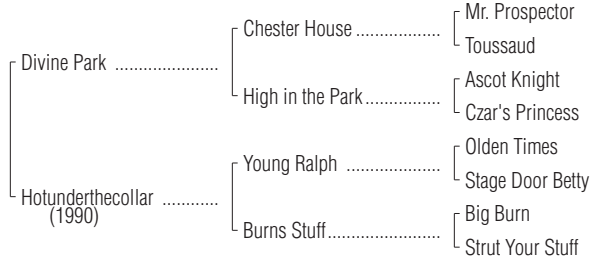 Mr. Prospector
Chester House ..................
Toussaud
Divine Park ......................
Ascot Knight
High in the Park................
Czar's Princess
Olden Times
Young Ralph ....................
Stage Door Betty
Hotunderthecollar ............
(1990)
Big Burn
Burns Stuff........................
Strut Your Stuff